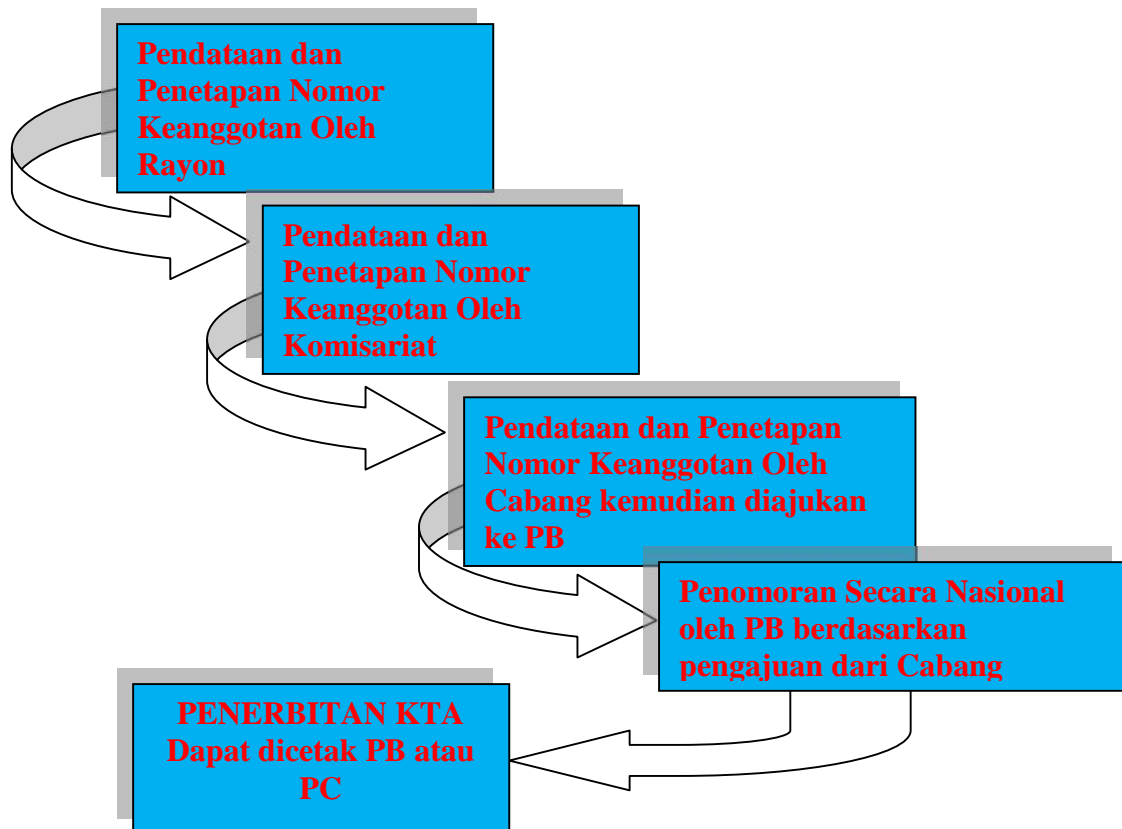 Pendataan dan
Penetapan Nomor
Keanggotan Oleh
Rayon
Pendataan dan
Penetapan Nomor
Keanggotan Oleh
Komisariat
Pendataan dan Penetapan
Nomor Keanggotan Oleh
Cabang kemudian diajukan
ke PB
Penomoran Secara Nasional
oleh PB berdasarkan
pengajuan dari Cabang
PENERBITAN KTA
Dapat dicetak PB atau
PC